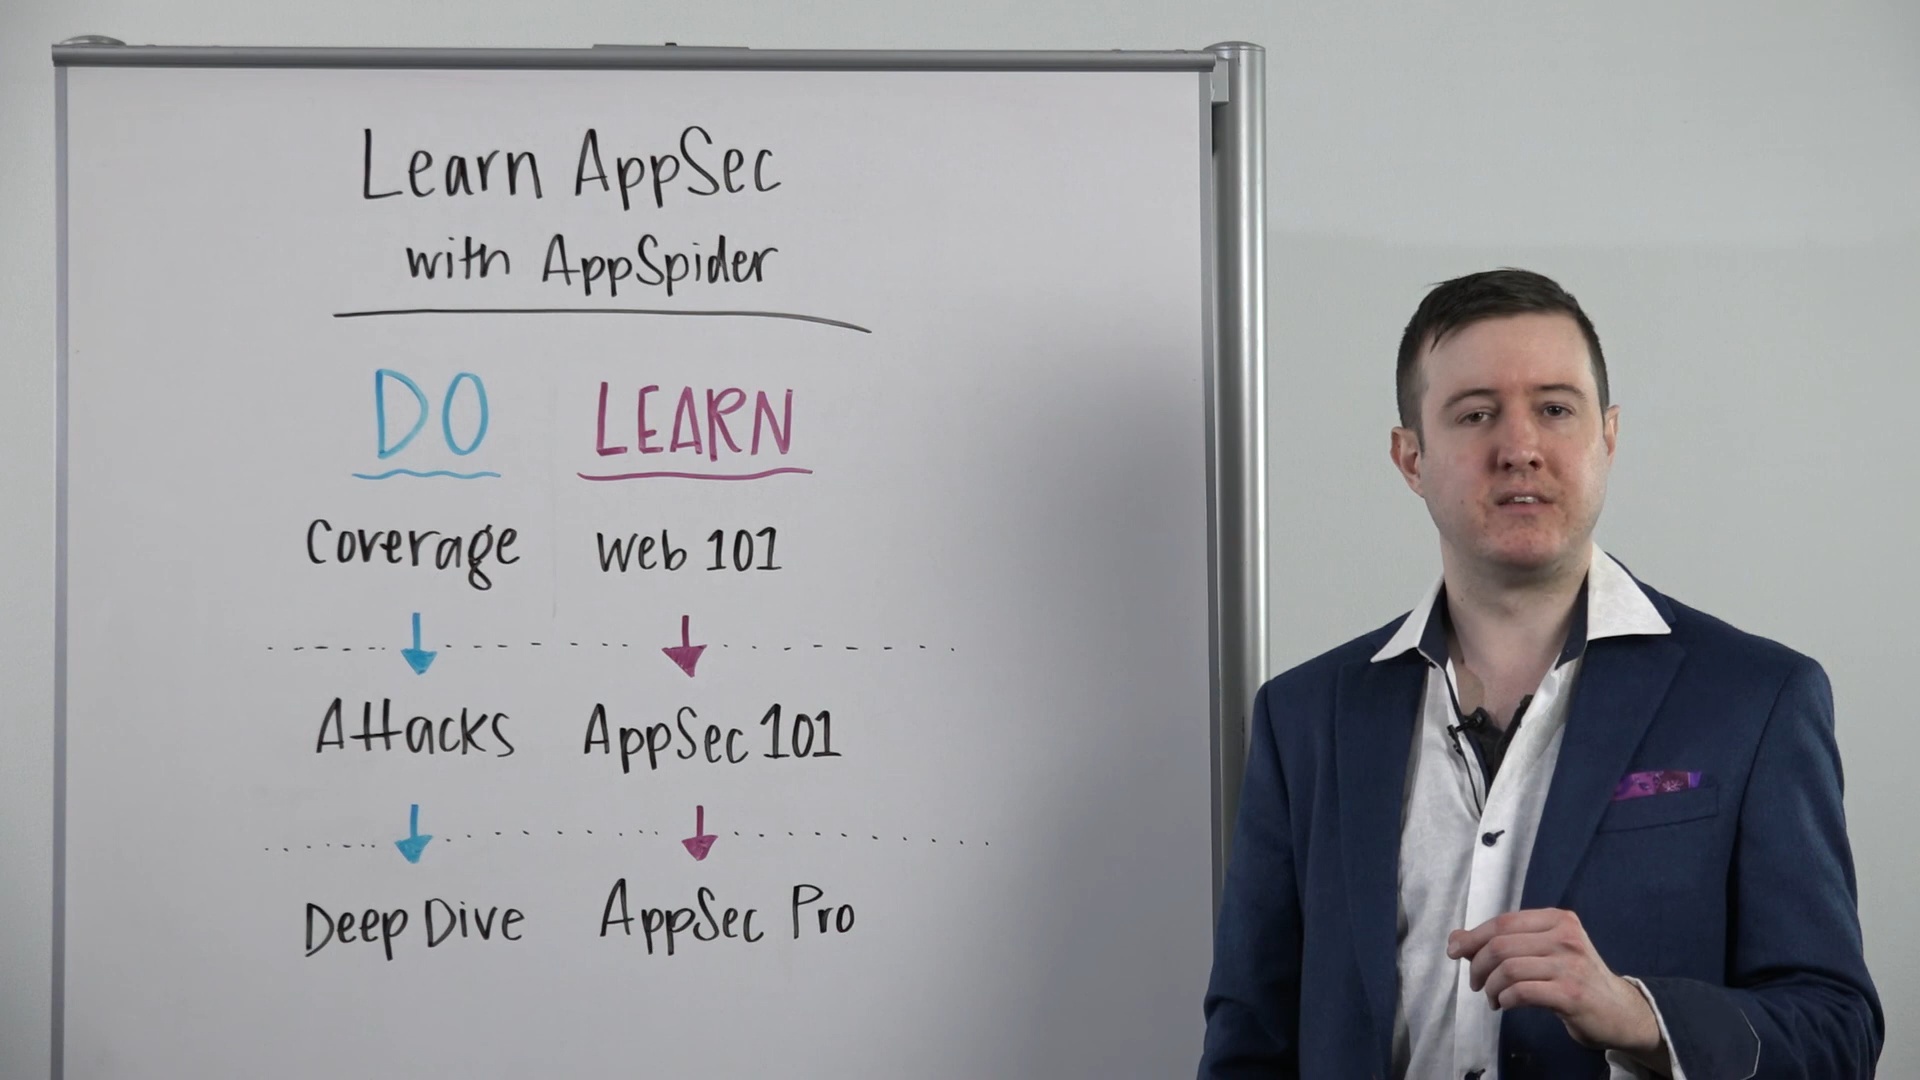 Learn AppSec
with AppSpider
DO LEARN
Coverage Web 101
Attacks AppSec 101
Deep Dive AppSec Pro